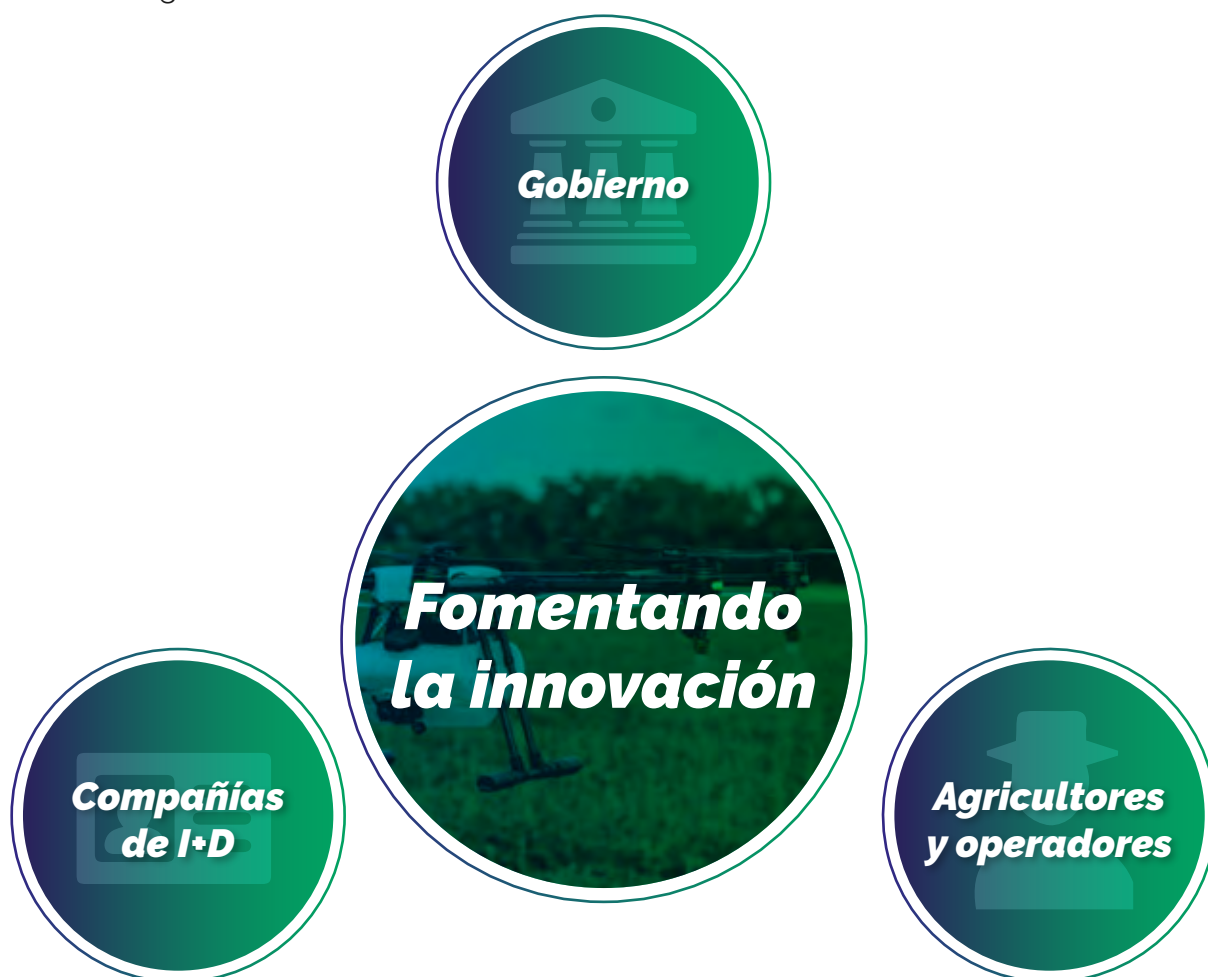 Gobierno
Fomentando
la innovación
Compañías
de I+D
Agricultores
y operadores